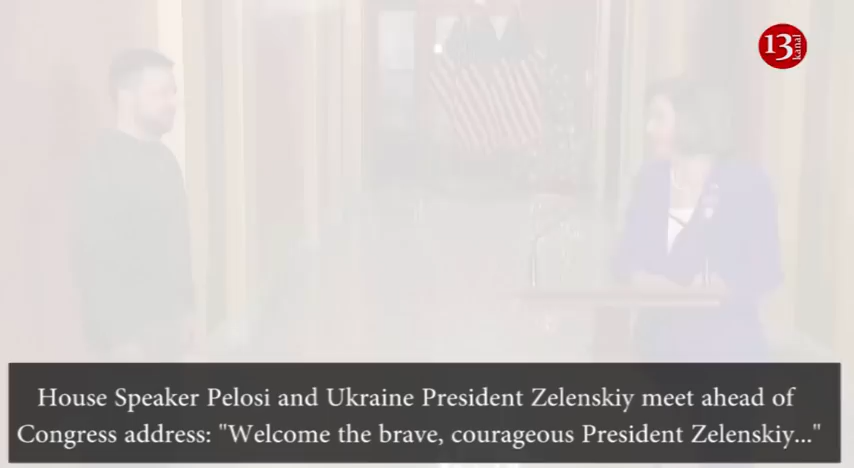 13
kanal
House Speaker Pelosi and Ukraine President Zelenskiy meet ahead of
Congress address: "Welcome the brave, courageous President Zelenskiy..."